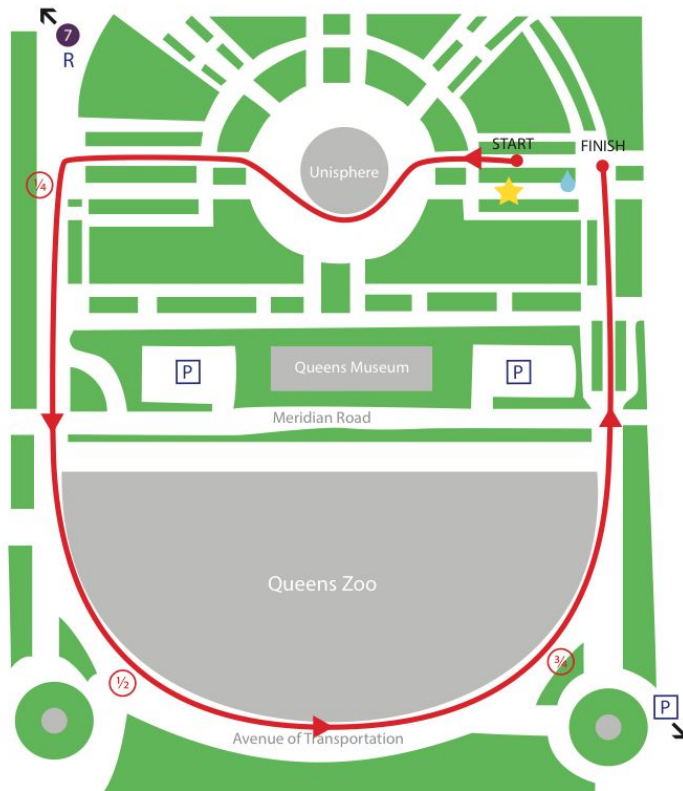 7
R
START
FINISH
Unisphere
¼
P
Queens Museum
P
Meridian Road
Queens Zoo
½
¾
P
Avenue of Transportation